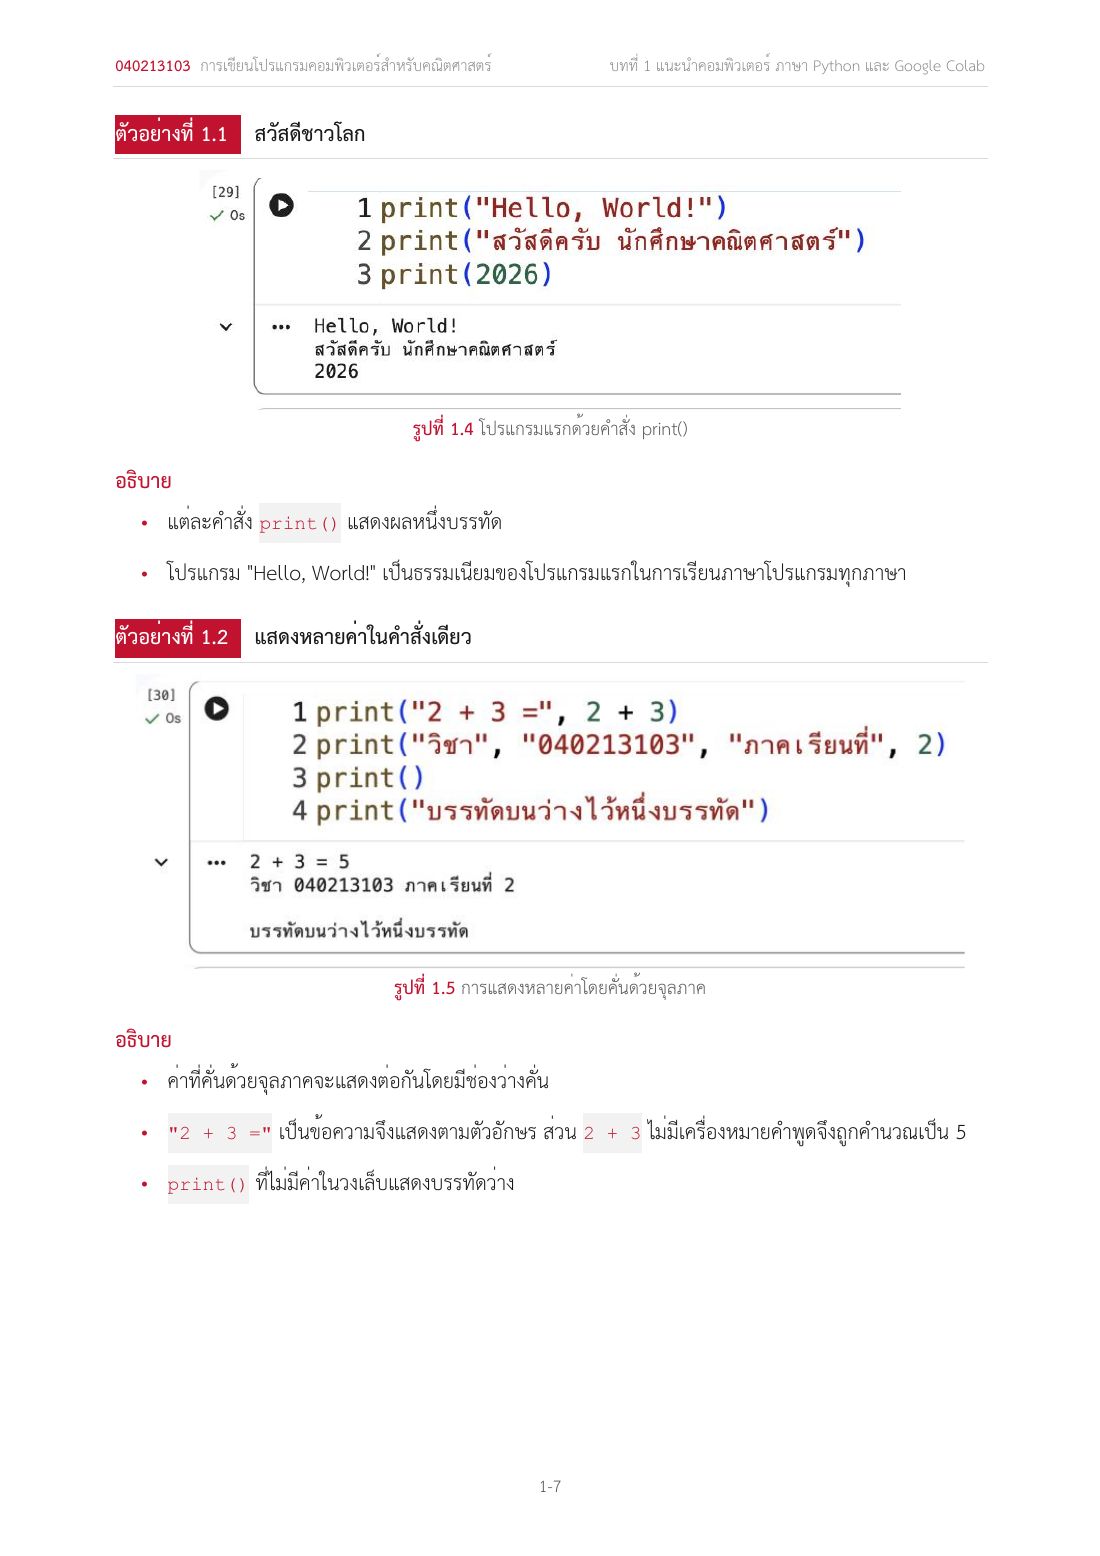 040213103 การเขียนโปรแกรมคอมพิวเตอร์สำหรับคณิตศาสตร์ บทที่ 1 แนะนำคอมพิวเตอร์ ภาษา Python และ Google Colab
ตัวอย่างที่ 1.1 สวัสดีชาวโลก
[29]
0s
1 print("Hello, World!")
2 print("สวัสดีครับ นักศึกษาคณิตศาสตร์")
3 print(2026)
Hello, World!
สวัสดีครับ นักศึกษาคณิตศาสตร์
2026
รูปที่ 1.4 โปรแกรมแรกด้วยคำสั่ง print()
อธิบาย
• แต่ละคำสั่ง print() แสดงผลหนึ่งบรรทัด
• โปรแกรม "Hello, World!" เป็นธรรมเนียมของโปรแกรมแรกในการเรียนภาษาโปรแกรมทุกภาษา
ตัวอย่างที่ 1.2 แสดงหลายค่าในคำสั่งเดียว
[30]
0s
1 print("2 + 3 =", 2 + 3)
2 print("วิชา", "040213103", "ภาคเรียนที่", 2)
3 print()
4 print("บรรทัดบนว่างไว้หนึ่งบรรทัด")
2 + 3 = 5
วิชา 040213103 ภาคเรียนที่ 2
บรรทัดบนว่างไว้หนึ่งบรรทัด
รูปที่ 1.5 การแสดงหลายค่าโดยคั่นด้วยจุลภาค
อธิบาย
• ค่าที่คั่นด้วยจุลภาคจะแสดงต่อกันโดยมีช่องว่างคั่น
• "2 + 3 =" เป็นข้อความจึงแสดงตามตัวอักษร ส่วน 2 + 3 ไม่มีเครื่องหมายคำพูดจึงถูกคำนวณเป็น 5
• print() ที่ไม่มีค่าในวงเล็บแสดงบรรทัดว่าง
1-7